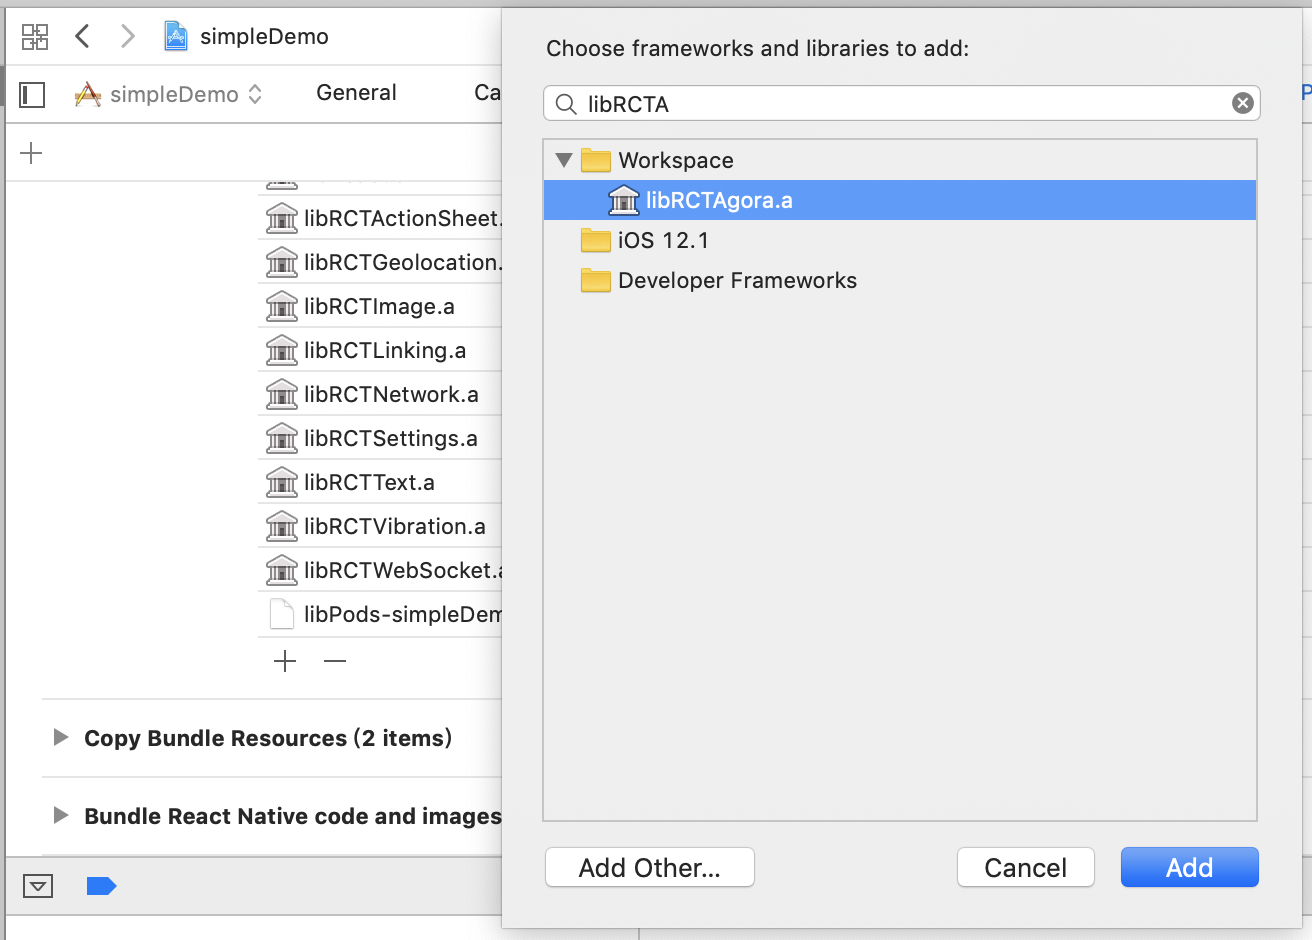 simpleDemo
simpleDemo
General
Ca
libRCTActionSheet.
libRCTGeolocation.
libRCTImage.a
libRCTLinking.a
libRCTNetwork.a
libRCTSettings.a
libRCTText.a
libRCTVibration.a
libRCTWebSocket.a
libPods-simpleDem
Copy Bundle Resources (2 items)
Bundle React Native code and images
Choose frameworks and libraries to add:
libRCTA
Workspace
libRCTAgora.a
iOS 12.1
Developer Frameworks
Add Other...
Cancel
Add
P